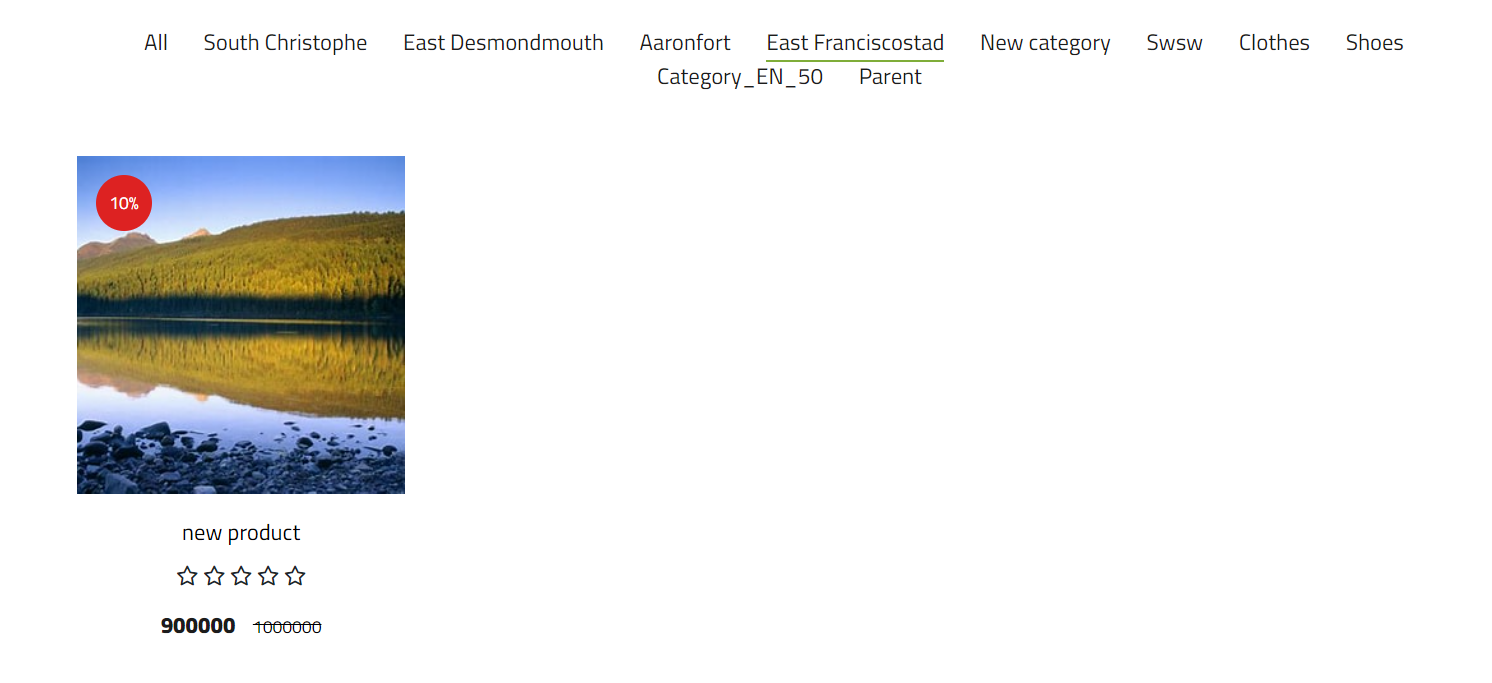 All South Christophe East Desmondmouth Aaronfort East Franciscostad New category Swsw Clothes Shoes
Category_EN_50 Parent
10%
new product
900000 1000000